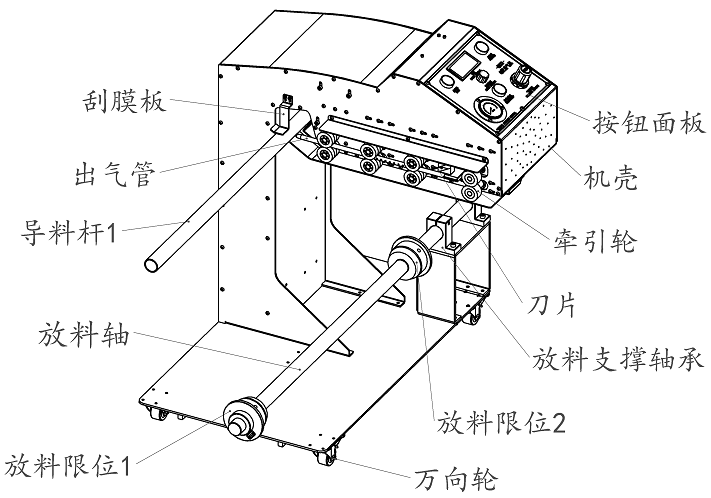 刮膜板
出气管
导料杆1
放料轴
放料限位1
按钮面板
机壳
牵引轮
刀片
放料支撑轴承
放料限位2
万向轮